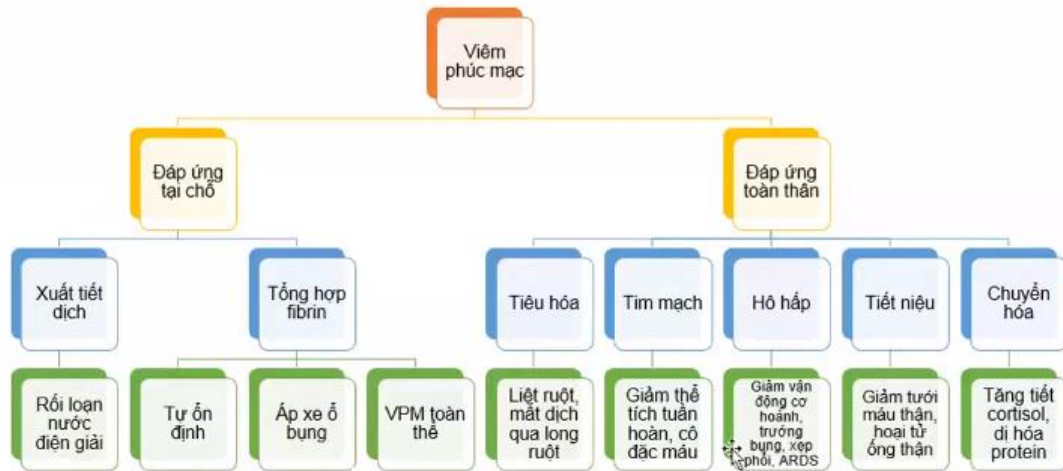 Viêm
phúc mạc
Đáp ứng
tại chỗ
Đáp ứng
toàn thân
Xuất tiết
dịch
Tổng hợp
fibrin
Tiêu hóa
Tim mạch
Hô hấp
Tiết niệu
Chuyển
hóa
Rối loạn
nước
điện giải
Tự ổn
định
Áp xe ổ
bụng
VPM toàn
thể
Liệt ruột,
mất dịch
qua long
ruột
Giảm thể
tích tuần
hoàn, cô
đặc máu
Giảm vận
động cơ
hoành,
trướng
bụng, xẹp
phổi, ARDS
Giảm tưới
máu thận,
hoại tử
ống thận
Tăng tiết
cortisol,
dị hóa
protein